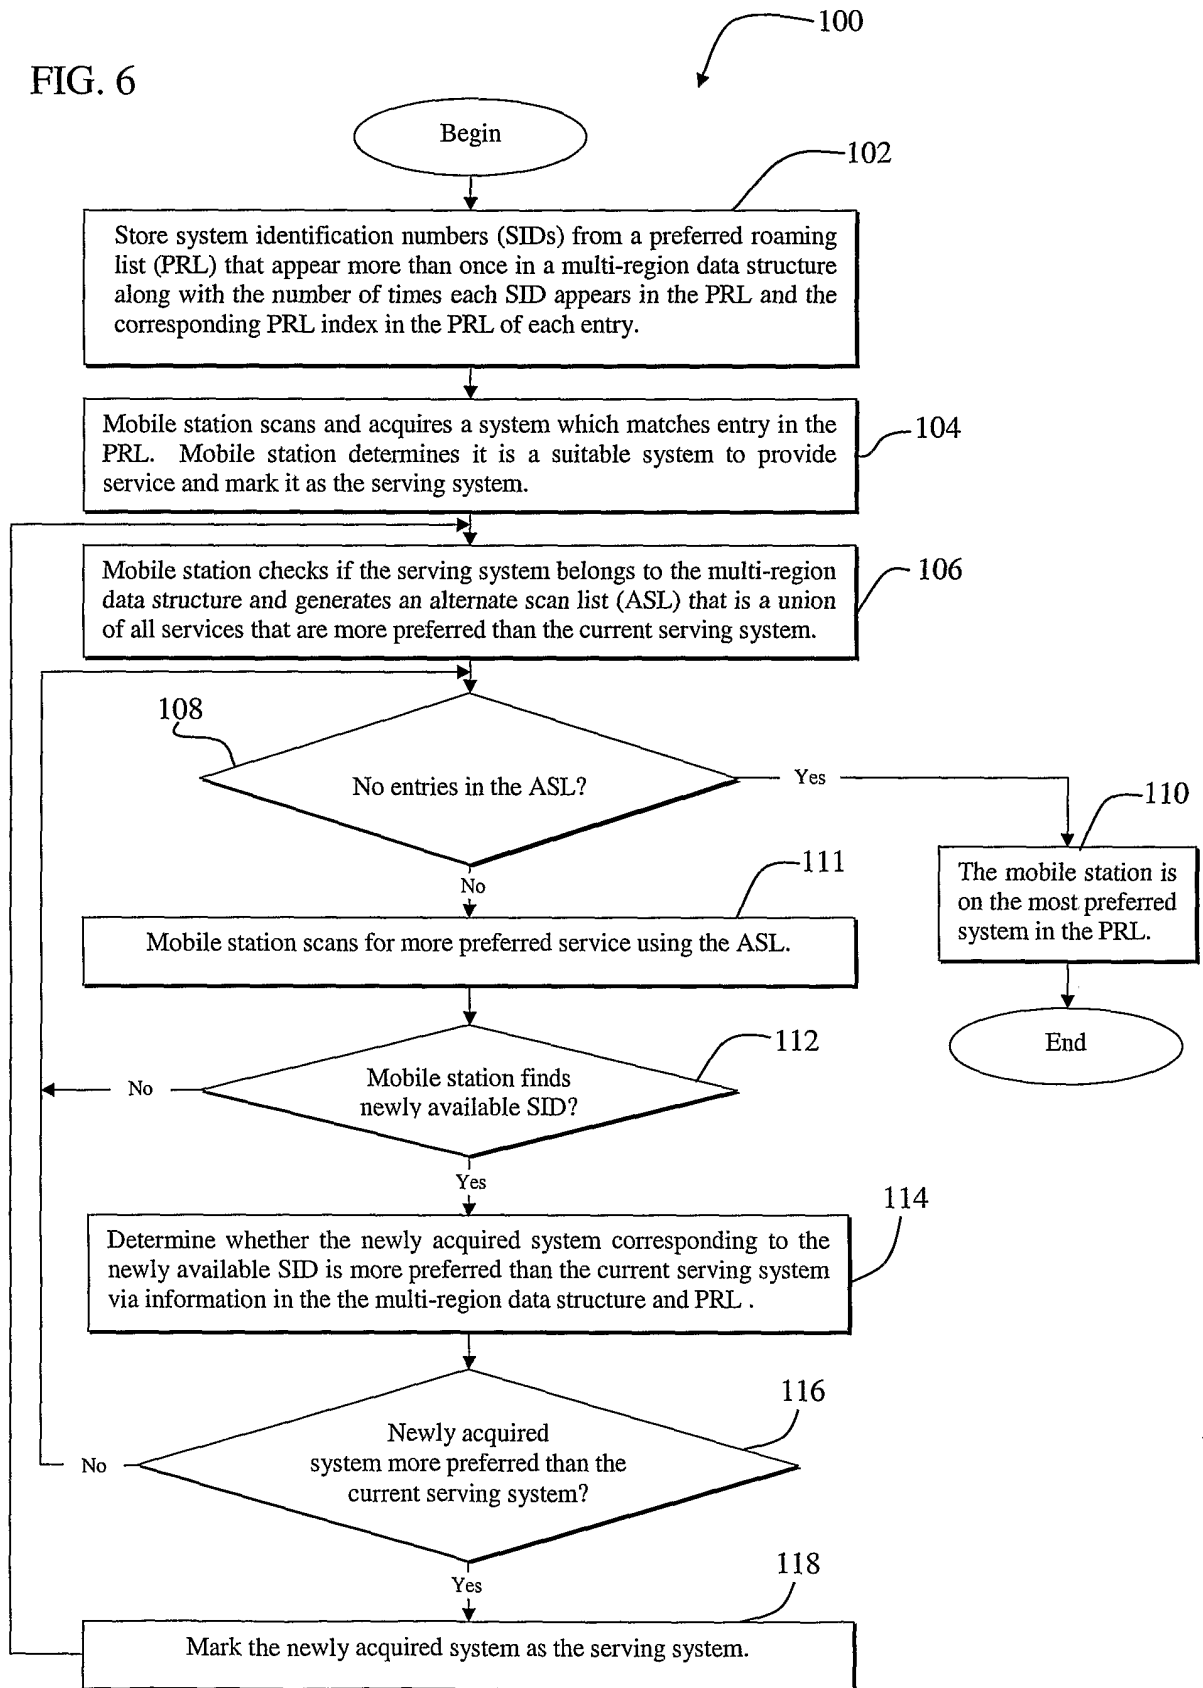 100
FIG. 6
Begin
102
Store system identification numbers (SIDs) from a preferred roaming
list (PRL) that appear more than once in a multi-region data structure
along with the number of times each SID appears in the PRL and the
corresponding PRL index in the PRL of each entry.
Mobile station scans and acquires a system which matches entry in the
PRL. Mobile station determines it is a suitable system to provide
service and mark it as the serving system.
104
Mobile station checks if the serving system belongs to the multi-region
data structure and generates an alternate scan list (ASL) that is a union
of all services that are more preferred than the current serving system.
106
108
No entries in the ASL?
Yes
110
The mobile station is
on the most preferred
system in the PRL.
End
No
111
Mobile station scans for more preferred service using the ASL.
112
Mobile station finds
newly available SID?
No
Yes
114
Determine whether the newly acquired system corresponding to the
newly available SID is more preferred than the current serving system
via information in the the multi-region data structure and PRL .
116
Newly acquired
system more preferred than the
current serving system?
No
Yes
118
Mark the newly acquired system as the serving system.